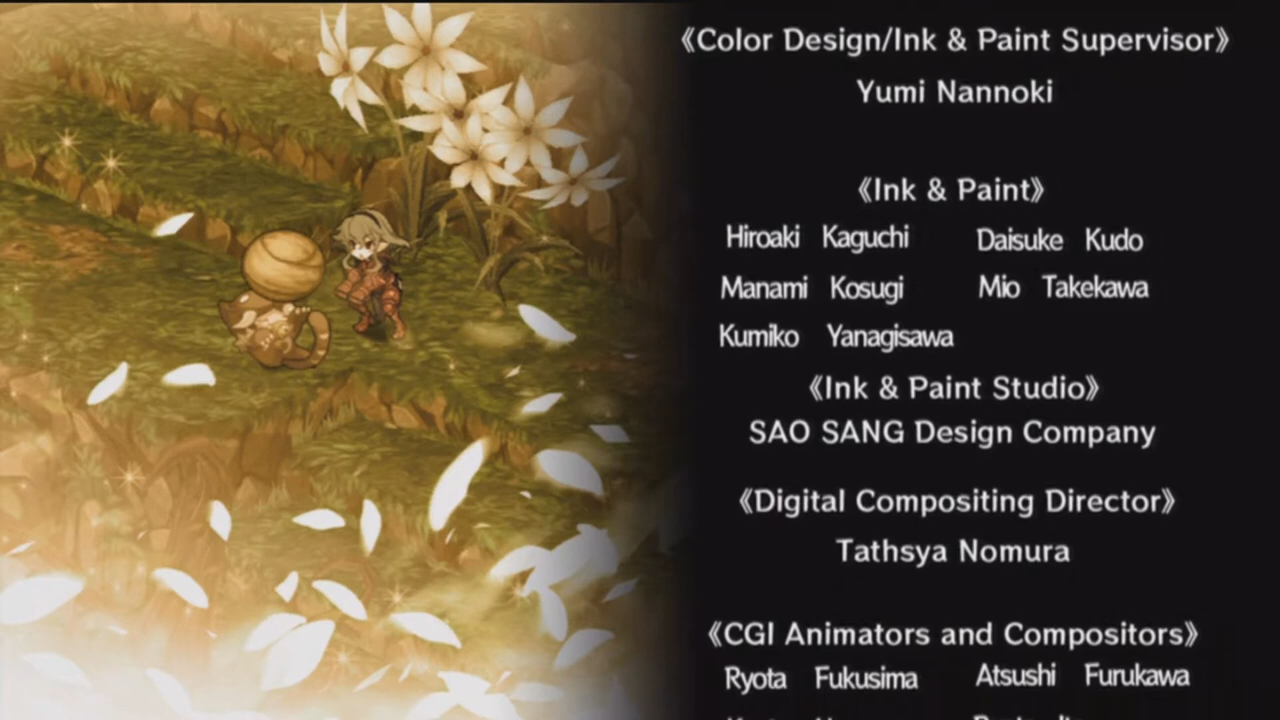 《Color Design/Ink & Paint Supervisor》
Yumi Nannoki
《Ink & Paint》
Hiroaki Kaguchi Daisuke Kudo
Manami Kosugi Mio Takekawa
Kumiko Yanagisawa
《Ink & Paint Studio》
SAO SANG Design Company
《Digital Compositing Director》
Tathsya Nomura
《CGI Animators and Compositors》
Ryota Fukusima Atsushi Furukawa